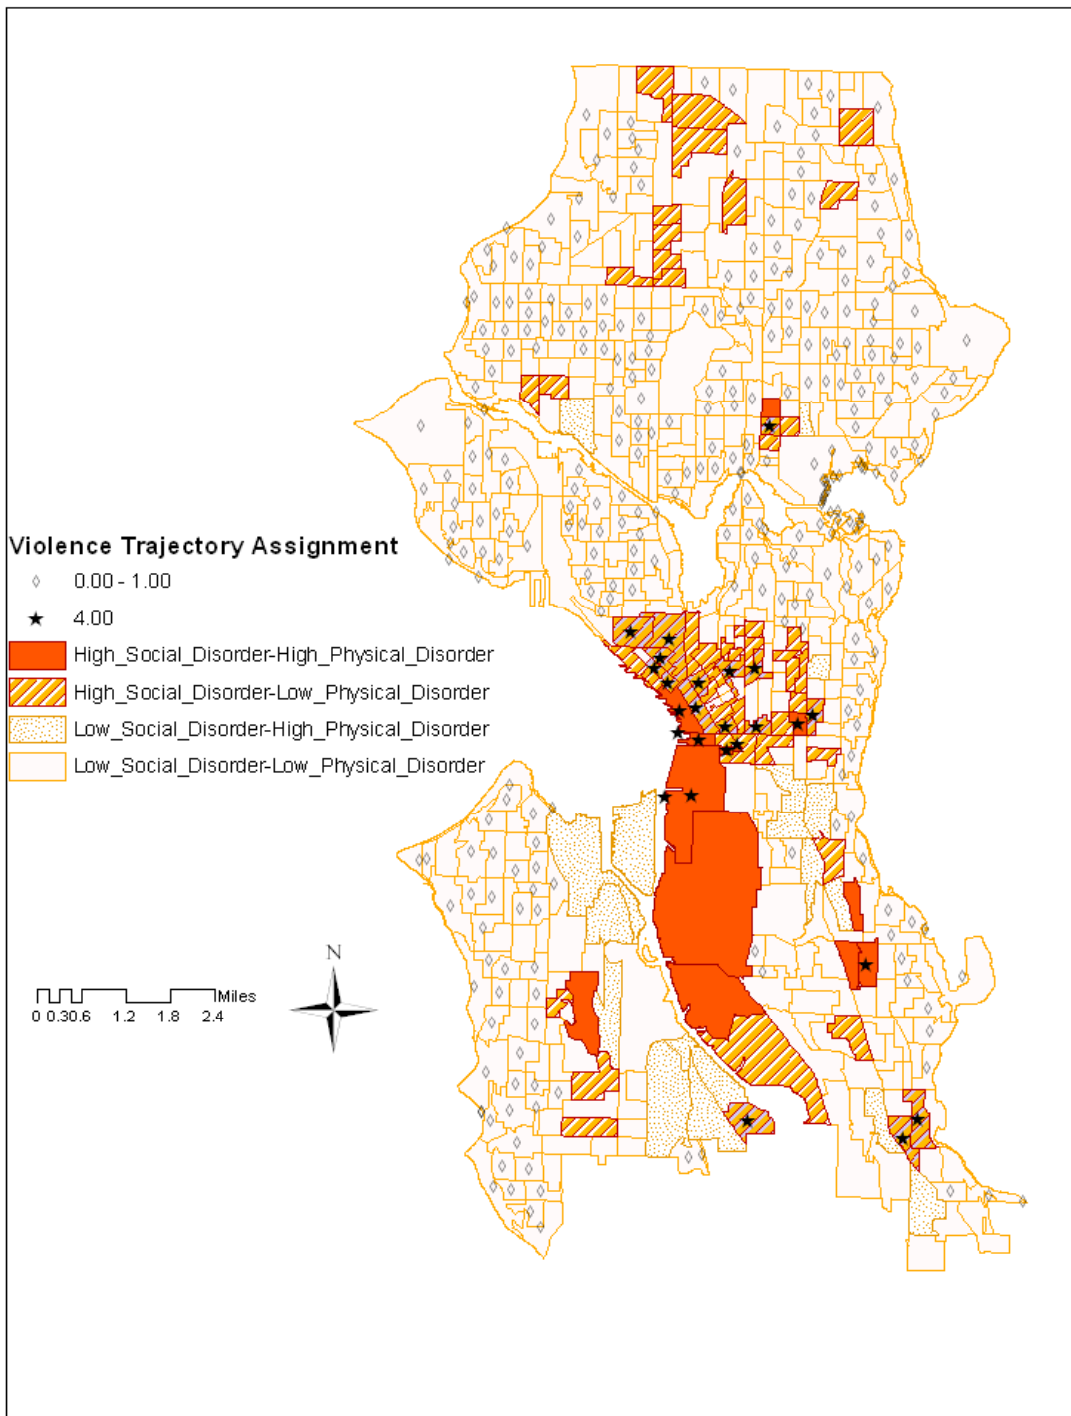 Violence Trajectory Assignment
0.00 - 1.00
4.00
High_Social_Disorder-High_Physical_Disorder
High_Social_Disorder-Low_Physical_Disorder
Low_Social_Disorder-High_Physical_Disorder
Low_Social_Disorder-Low_Physical_Disorder
N
Miles
0 0.30.6 1.2 1.8 2.4